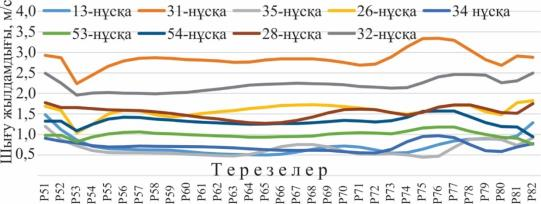 Шығу жылдамдығы, м/с
4,0
3,5
3,0
2,5
2,0
1,5
1,0
0,5
13-нұсқа 31-нұсқа 35-нұсқа 26-нұсқа 34 нұсқа
53-нұсқа 54-нұсқа 28-нұсқа 32-нұсқа
Терезелер
P51 P52 P53 P54 P55 P56 P57 P58 P59 P60 P61 P62 P63 P64 P65 P66 P67 P68 P69 P70 P71 P72 P73 P74 P75 P76 P77 P78 P79 P80 P81 P82